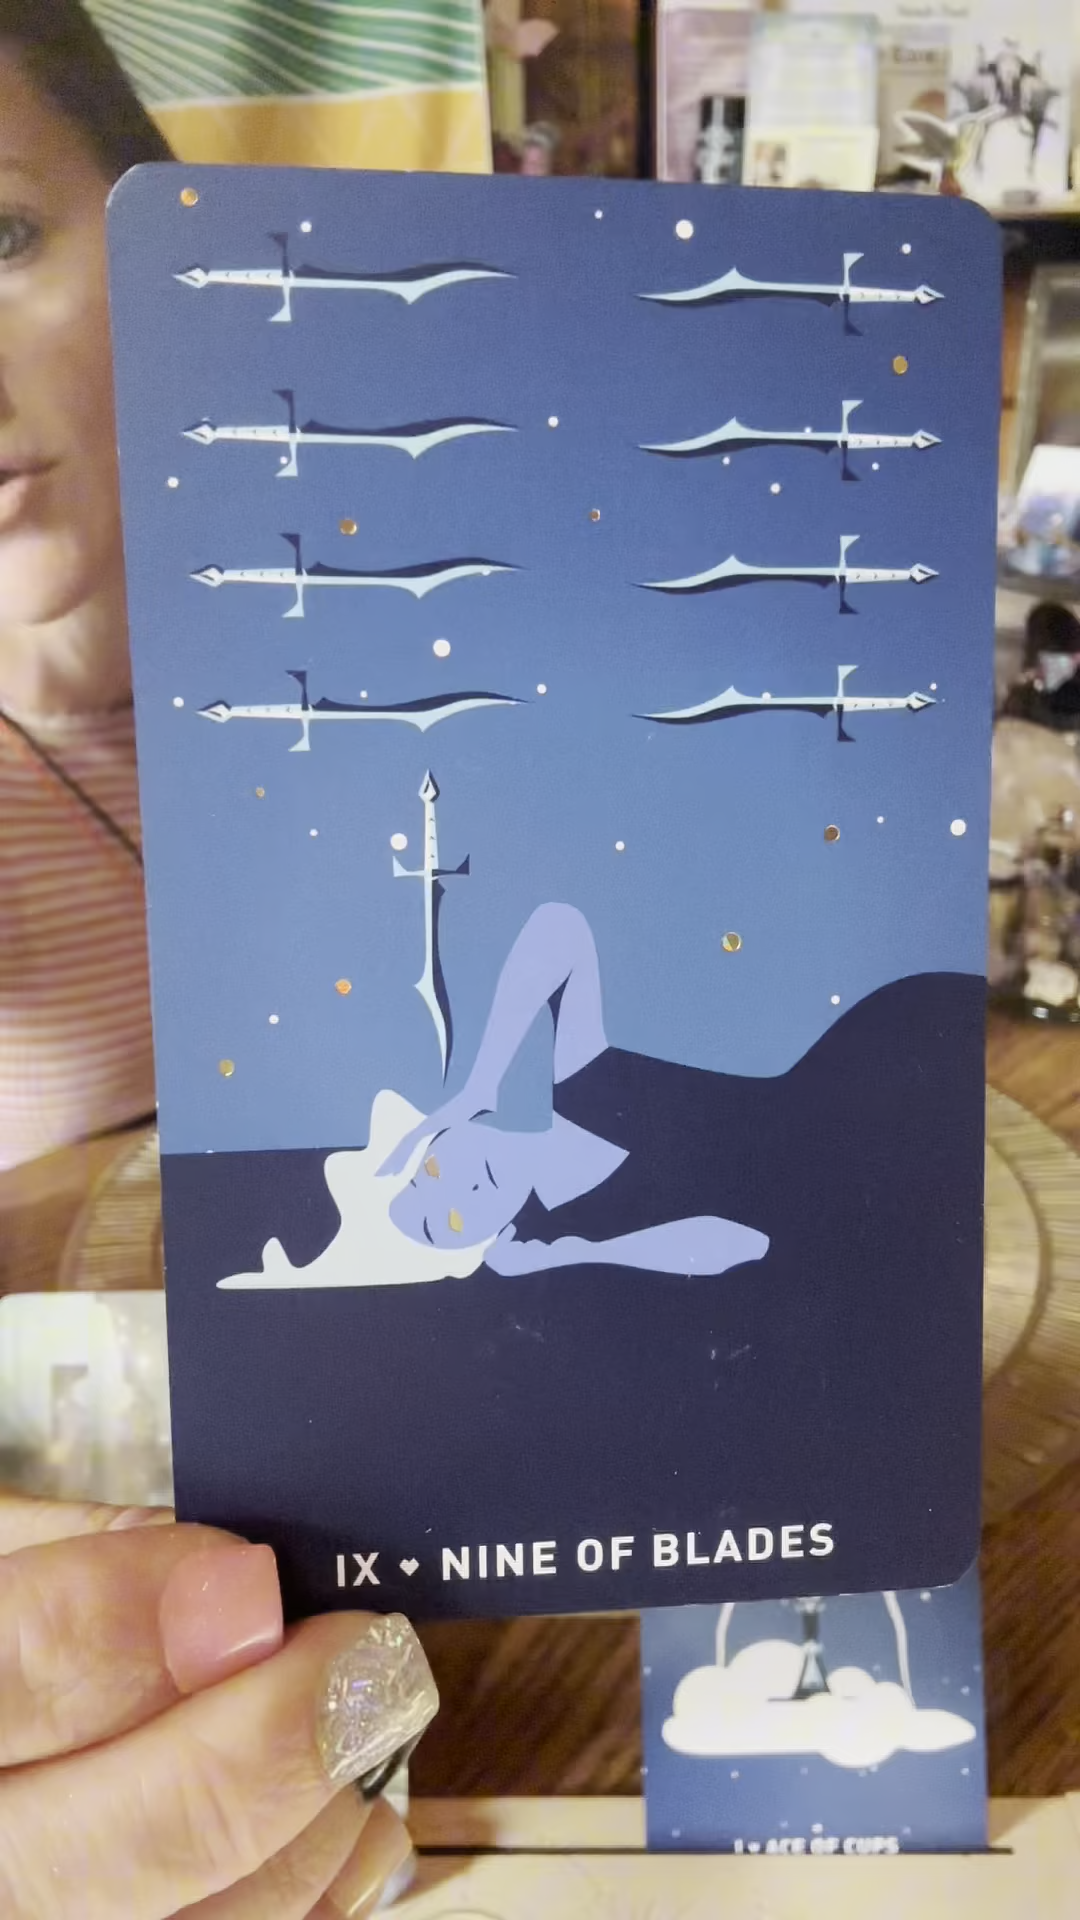 IX ♥ NINE OF BLADES
I ♥ ACE OF CUPS